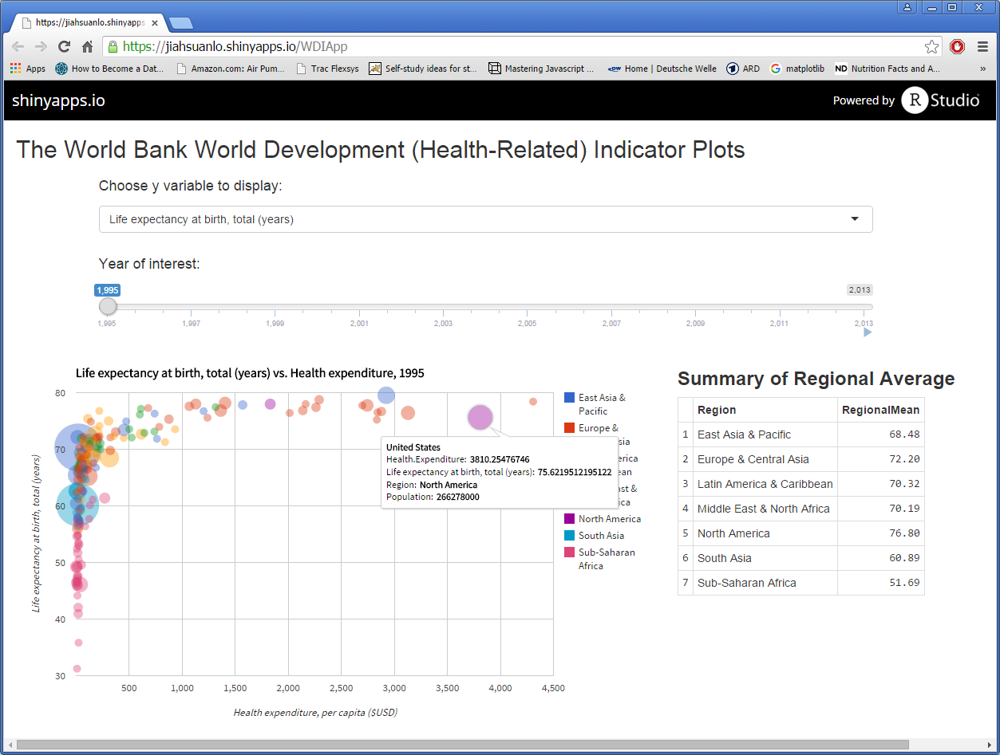 https://jiahsuanlo.shinyapps
https://jiahsuanlo.shinyapps.io/WDIApp
Apps How to Become a Dat... Amazon.com: Air Pum... Trac Flexsys Self-study ideas for st... Mastering Javascript ... DW Home | Deutsche Welle ARD matplotlib ND Nutrition Facts and A... »
shinyapps.io Powered by R Studio
The World Bank World Development (Health-Related) Indicator Plots
Choose y variable to display:
Life expectancy at birth, total (years)
Year of interest:
1,995 2,013
1,995 1,997 1,999 2,001 2,003 2,005 2,007 2,009 2,011 2,013
Life expectancy at birth, total (years) vs. Health expenditure, 1995
80
70
60
50
40
30
Life expectancy at birth, total (years)
500 1,000 1,500 2,000 2,500 3,000 3,500 4,000 4,500
Health expenditure, per capita ($USD)
United States
Health.Expenditure: 3810.25476746
Life expectancy at birth, total (years): 75.6219512195122
Region: North America
Population: 266278000
East Asia &
Pacific
Europe &
North America
South Asia
Sub-Saharan
Africa
Summary of Regional Average
Region RegionalMean
1 East Asia & Pacific 68.48
2 Europe & Central Asia 72.20
3 Latin America & Caribbean 70.32
4 Middle East & North Africa 70.19
5 North America 76.80
6 South Asia 60.89
7 Sub-Saharan Africa 51.69